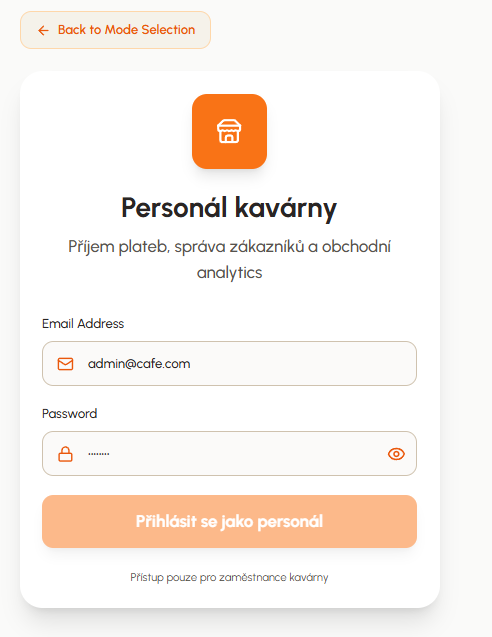 Back to Mode Selection
Personál kavárny
Příjem plateb, správa zákazníků a obchodní
analytics
Email Address
admin@cafe.com
Password
Přihlásit se jako personál
Přístup pouze pro zaměstnance kavárny